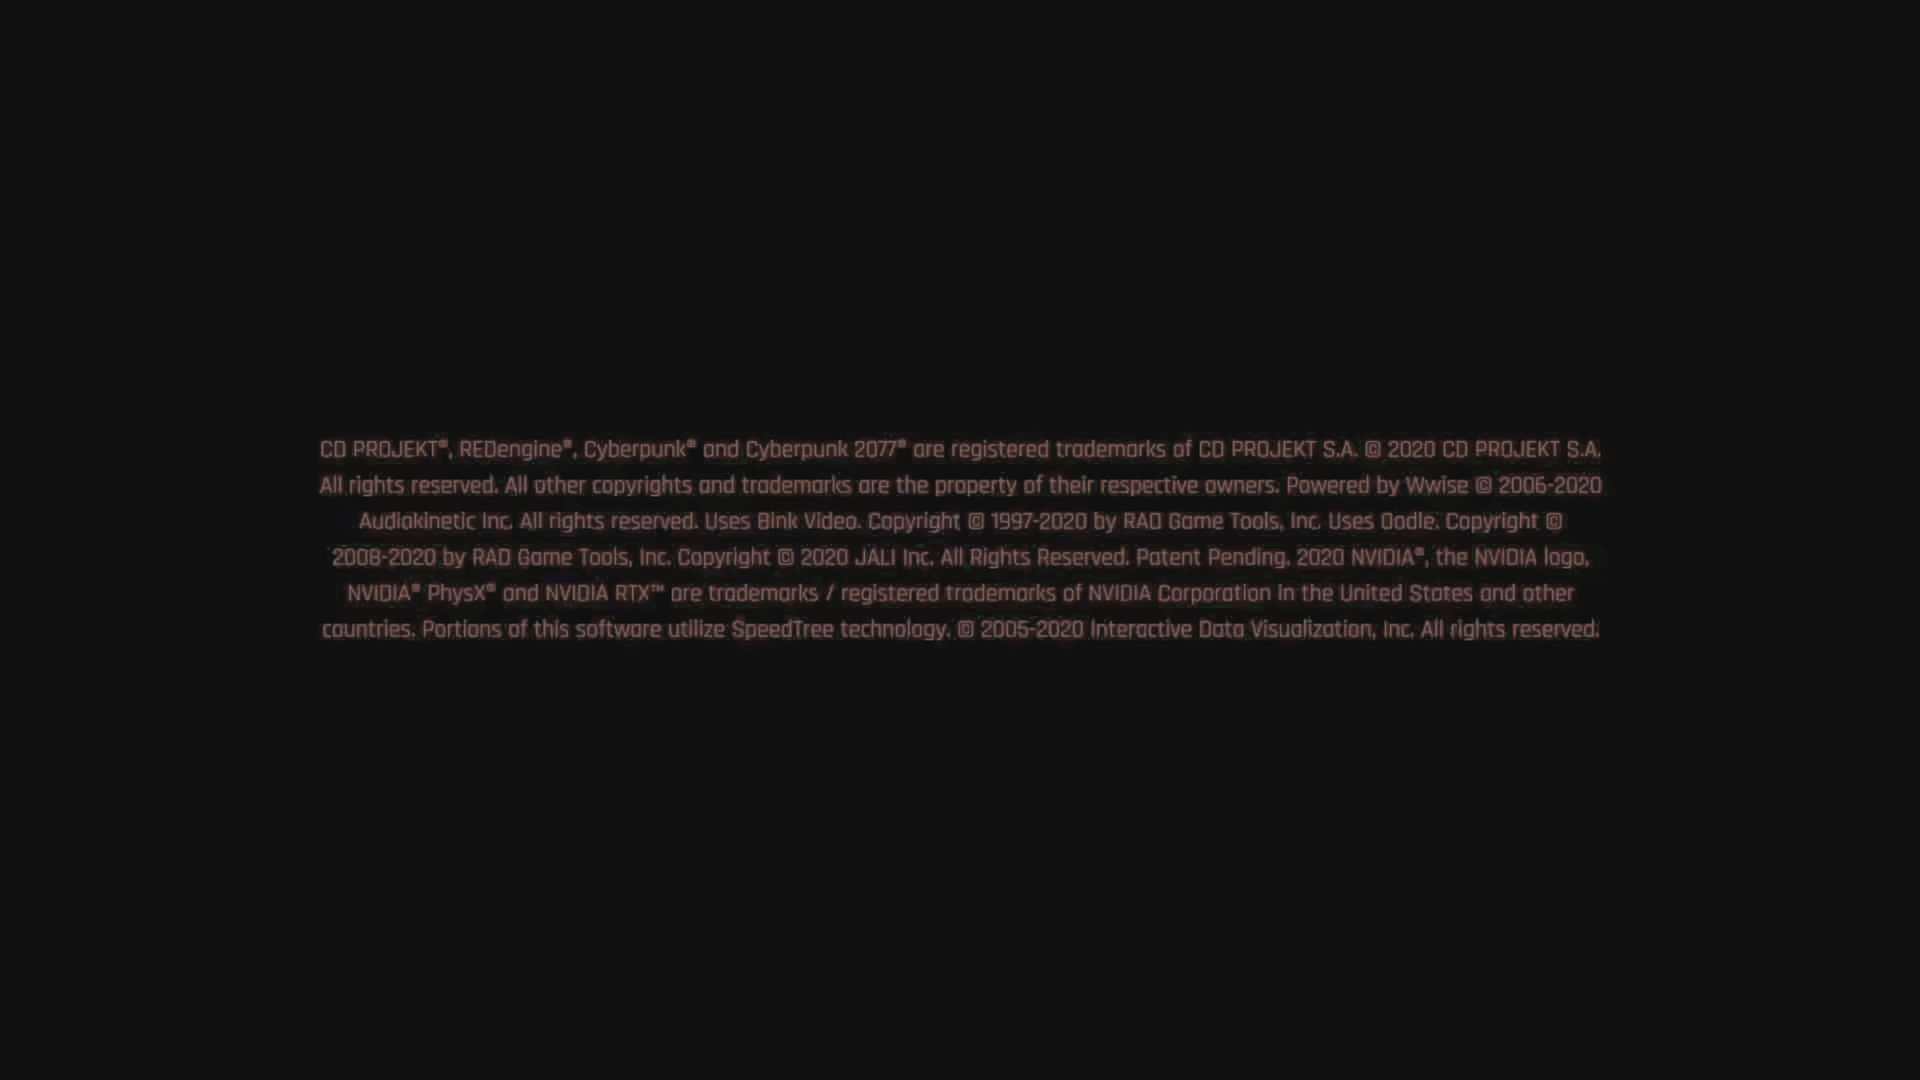 CD PROJEKT®, REDengine®, Cyberpunk® and Cyberpunk 2077® are registered trademarks of CD PROJEKT S.A. © 2020 CD PROJEKT S.A.
All rights reserved. All other copyrights and trademarks are the property of their respective owners. Powered by Wwise © 2006-2020
Audiokinetic Inc. All rights reserved. Uses Bink Video. Copyright © 1997-2020 by RAD Game Tools, Inc. Uses Oodle. Copyright ©
2008-2020 by RAD Game Tools, Inc. Copyright © 2020 JALI Inc. All Rights Reserved. Patent Pending. 2020 NVIDIA®, the NVIDIA logo,
NVIDIA® PhysX® and NVIDIA RTX™ are trademarks / registered trademarks of NVIDIA Corporation in the United States and other
countries. Portions of this software utilize SpeedTree technology. © 2005-2020 Interactive Data Visualization, Inc. All rights reserved.